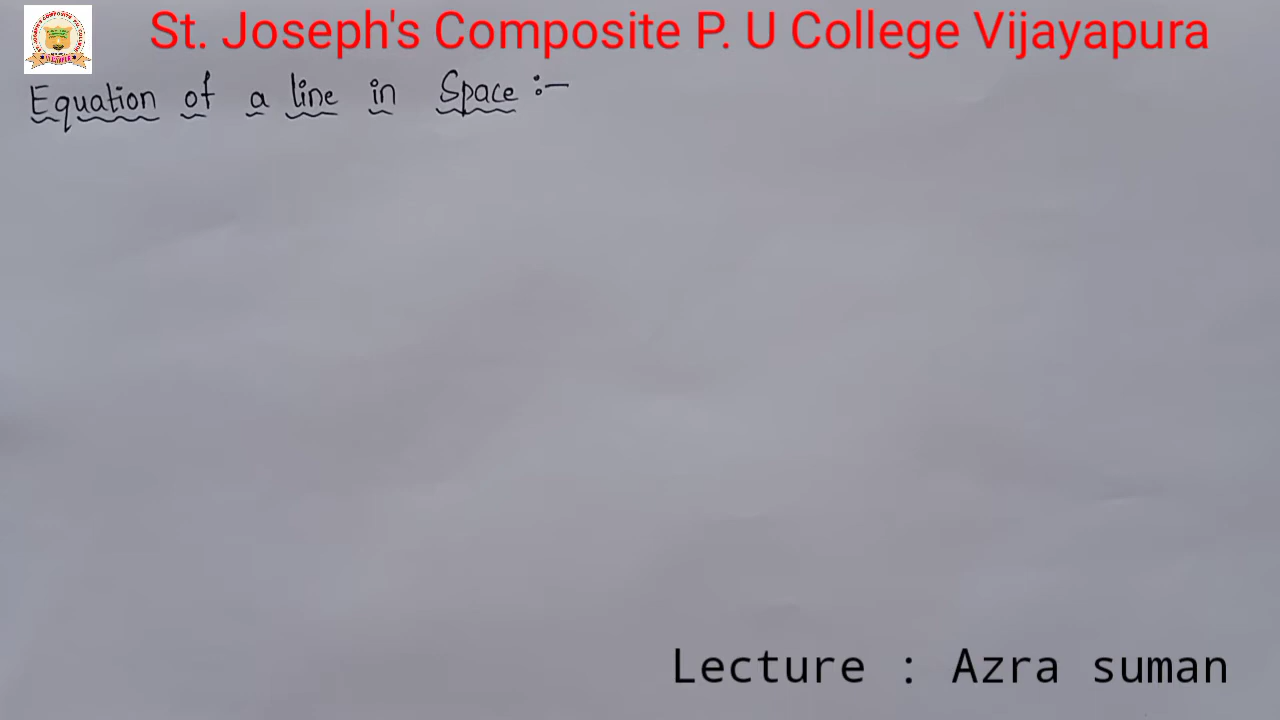 St. Joseph's Composite P. U College Vijayapura
Equation of a line in Space :-
Lecture : Azra suman